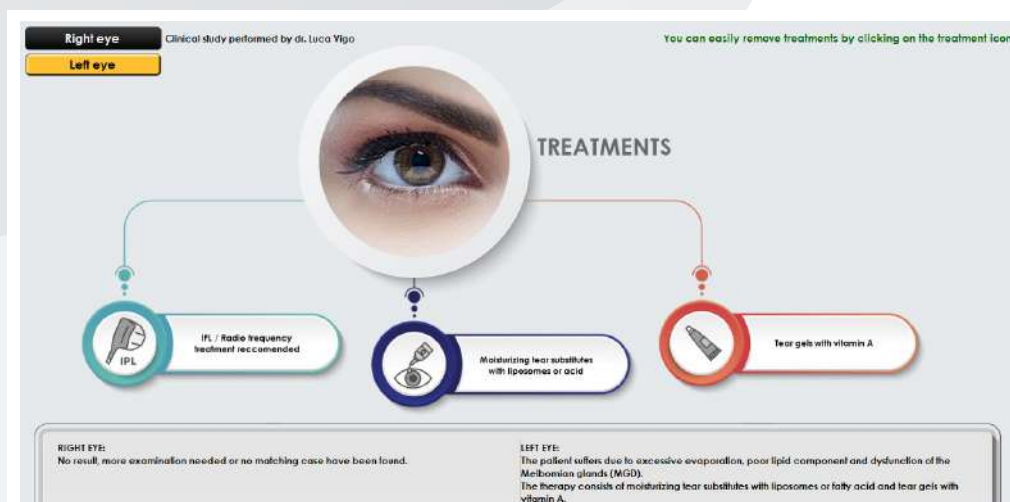 Right eye
Clinical study performed by dr. Luca Vigo
You can easily remove treatments by clicking on the treatment icon
Left eye
TREATMENTS
IPL
IPL / Radio frequency
treatment reccomended
Moisturizing tear substitutes
with liposomes or acid
Tear gels with vitamin A
RIGHT EYE:
No result, more examination needed or no matching case have been found.
LEFT EYE:
The patient suffers due to excessive evaporation, poor lipid component and dysfunction of the
Meibomian glands (MGD).
The therapy consists of moisturizing tear substitutes with liposomes or fatty acid and tear gels with
vitamin A.